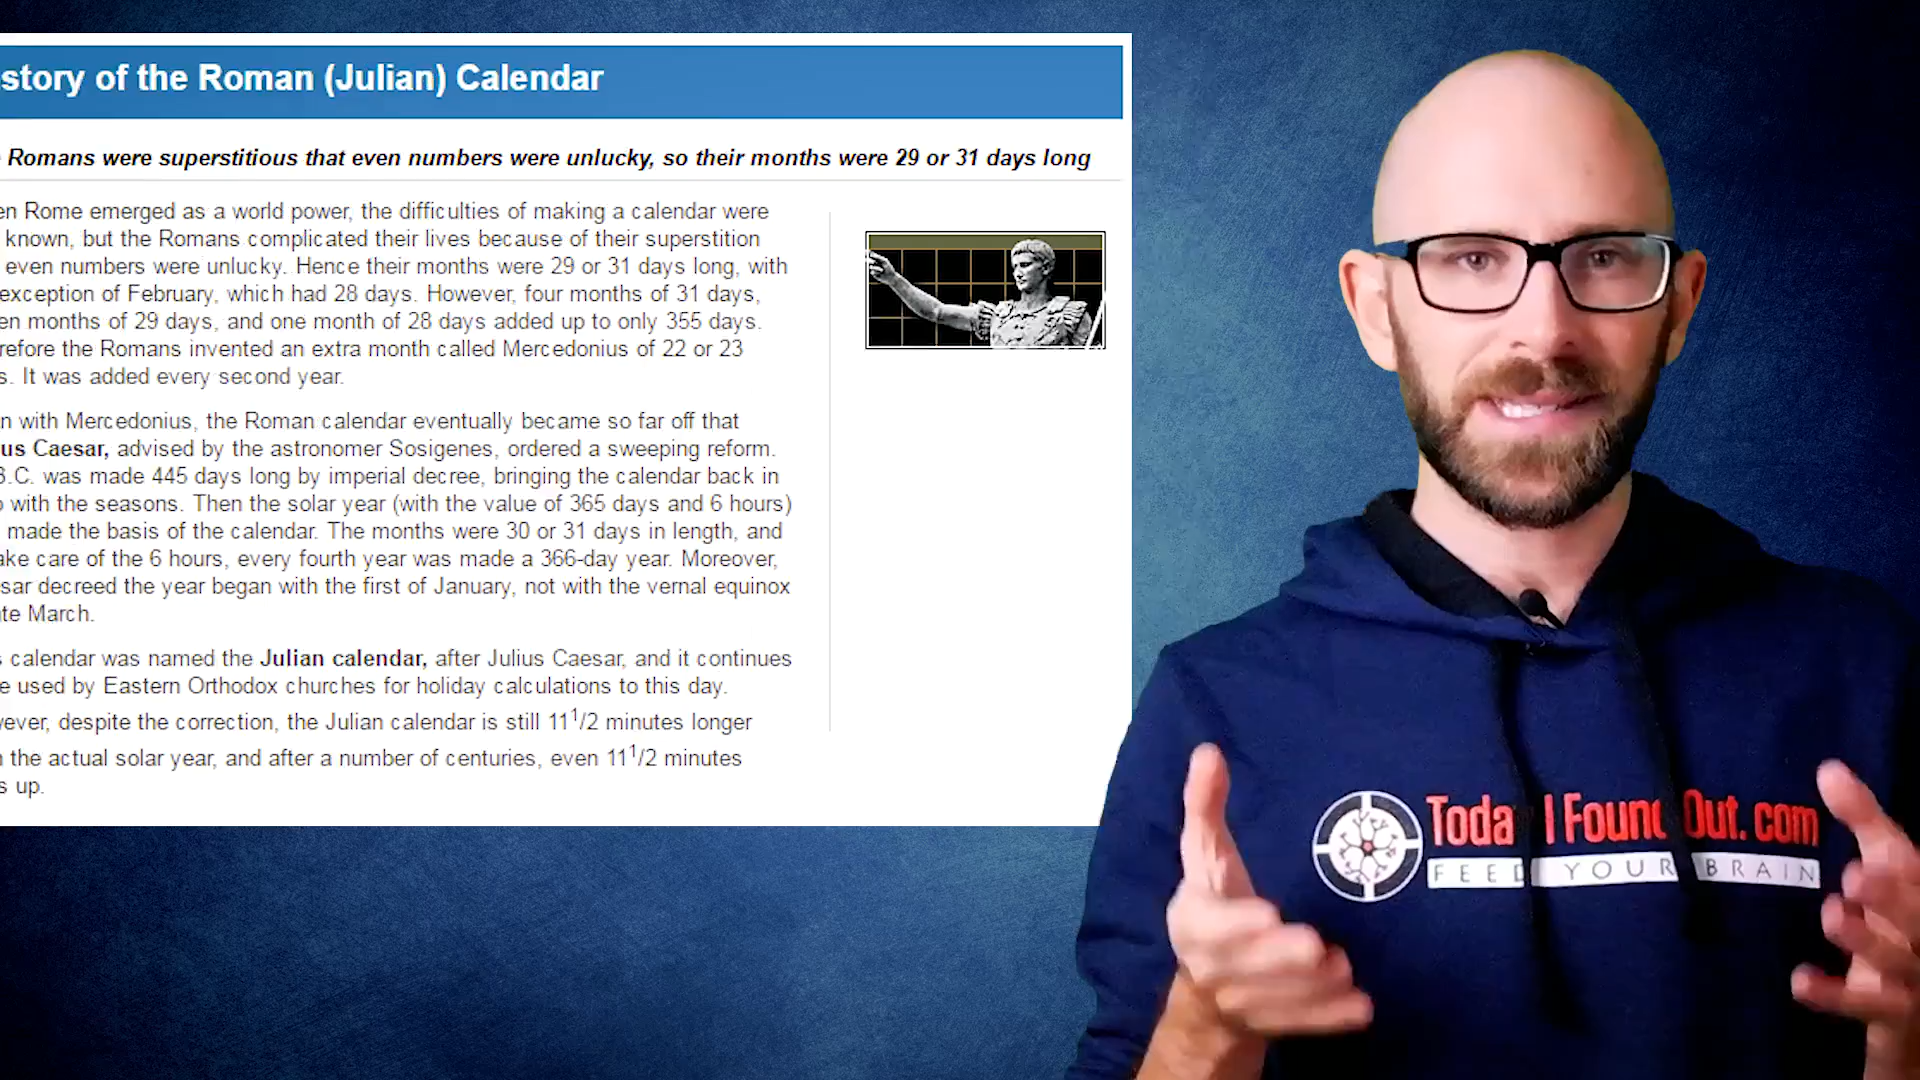 story of the Roman (Julian) Calendar
Romans were superstitious that even numbers were unlucky, so their months were 29 or 31 days long
en Rome emerged as a world power, the difficulties of making a calendar were
known, but the Romans complicated their lives because of their superstition
even numbers were unlucky. Hence their months were 29 or 31 days long, with
exception of February, which had 28 days. However, four months of 31 days,
en months of 29 days, and one month of 28 days added up to only 355 days.
refore the Romans invented an extra month called Mercedonius of 22 or 23
s. It was added every second year.
n with Mercedonius, the Roman calendar eventually became so far off that
us Caesar, advised by the astronomer Sosigenes, ordered a sweeping reform.
B.C. was made 445 days long by imperial decree, bringing the calendar back in
with the seasons. Then the solar year (with the value of 365 days and 6 hours)
made the basis of the calendar. The months were 30 or 31 days in length, and
ake care of the 6 hours, every fourth year was made a 366-day year. Moreover,
sar decreed the year began with the first of January, not with the vernal equinox
te March.
s calendar was named the Julian calendar, after Julius Caesar, and it continues
e used by Eastern Orthodox churches for holiday calculations to this day.
ever, despite the correction, the Julian calendar is still 11 1/2 minutes longer
the actual solar year, and after a number of centuries, even 11 1/2 minutes
s up.
Toda I Foun Out.com
FEED YOUR BRAIN